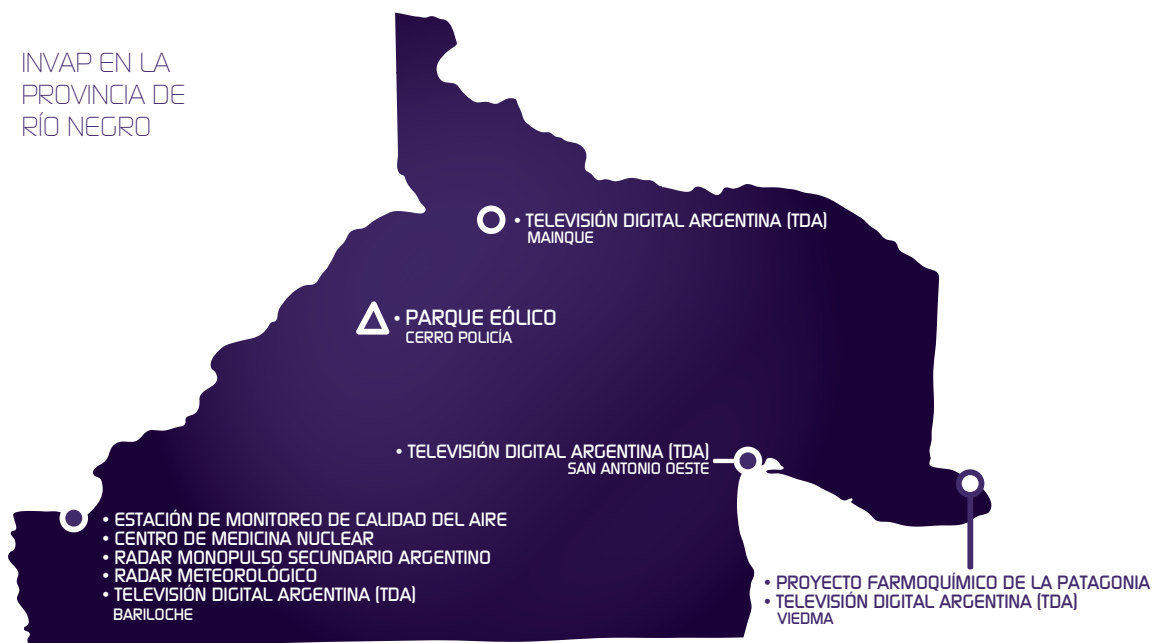 INVAP EN LA
PROVINCIA DE
RÍO NEGRO
• TELEVISIÓN DIGITAL ARGENTINA (TDA)
MAINQUE
• PARQUE EÓLICO
CERRO POLICÍA
• TELEVISIÓN DIGITAL ARGENTINA (TDA)
SAN ANTONIO OESTE
• ESTACIÓN DE MONITOREO DE CALIDAD DEL AIRE
• CENTRO DE MEDICINA NUCLEAR
• RADAR MONOPULSO SECUNDARIO ARGENTINO
• RADAR METEOROLÓGICO
• TELEVISIÓN DIGITAL ARGENTINA (TDA)
BARILOCHE
• PROYECTO FARMOQUÍMICO DE LA PATAGONIA
• TELEVISIÓN DIGITAL ARGENTINA (TDA)
VIEDMA